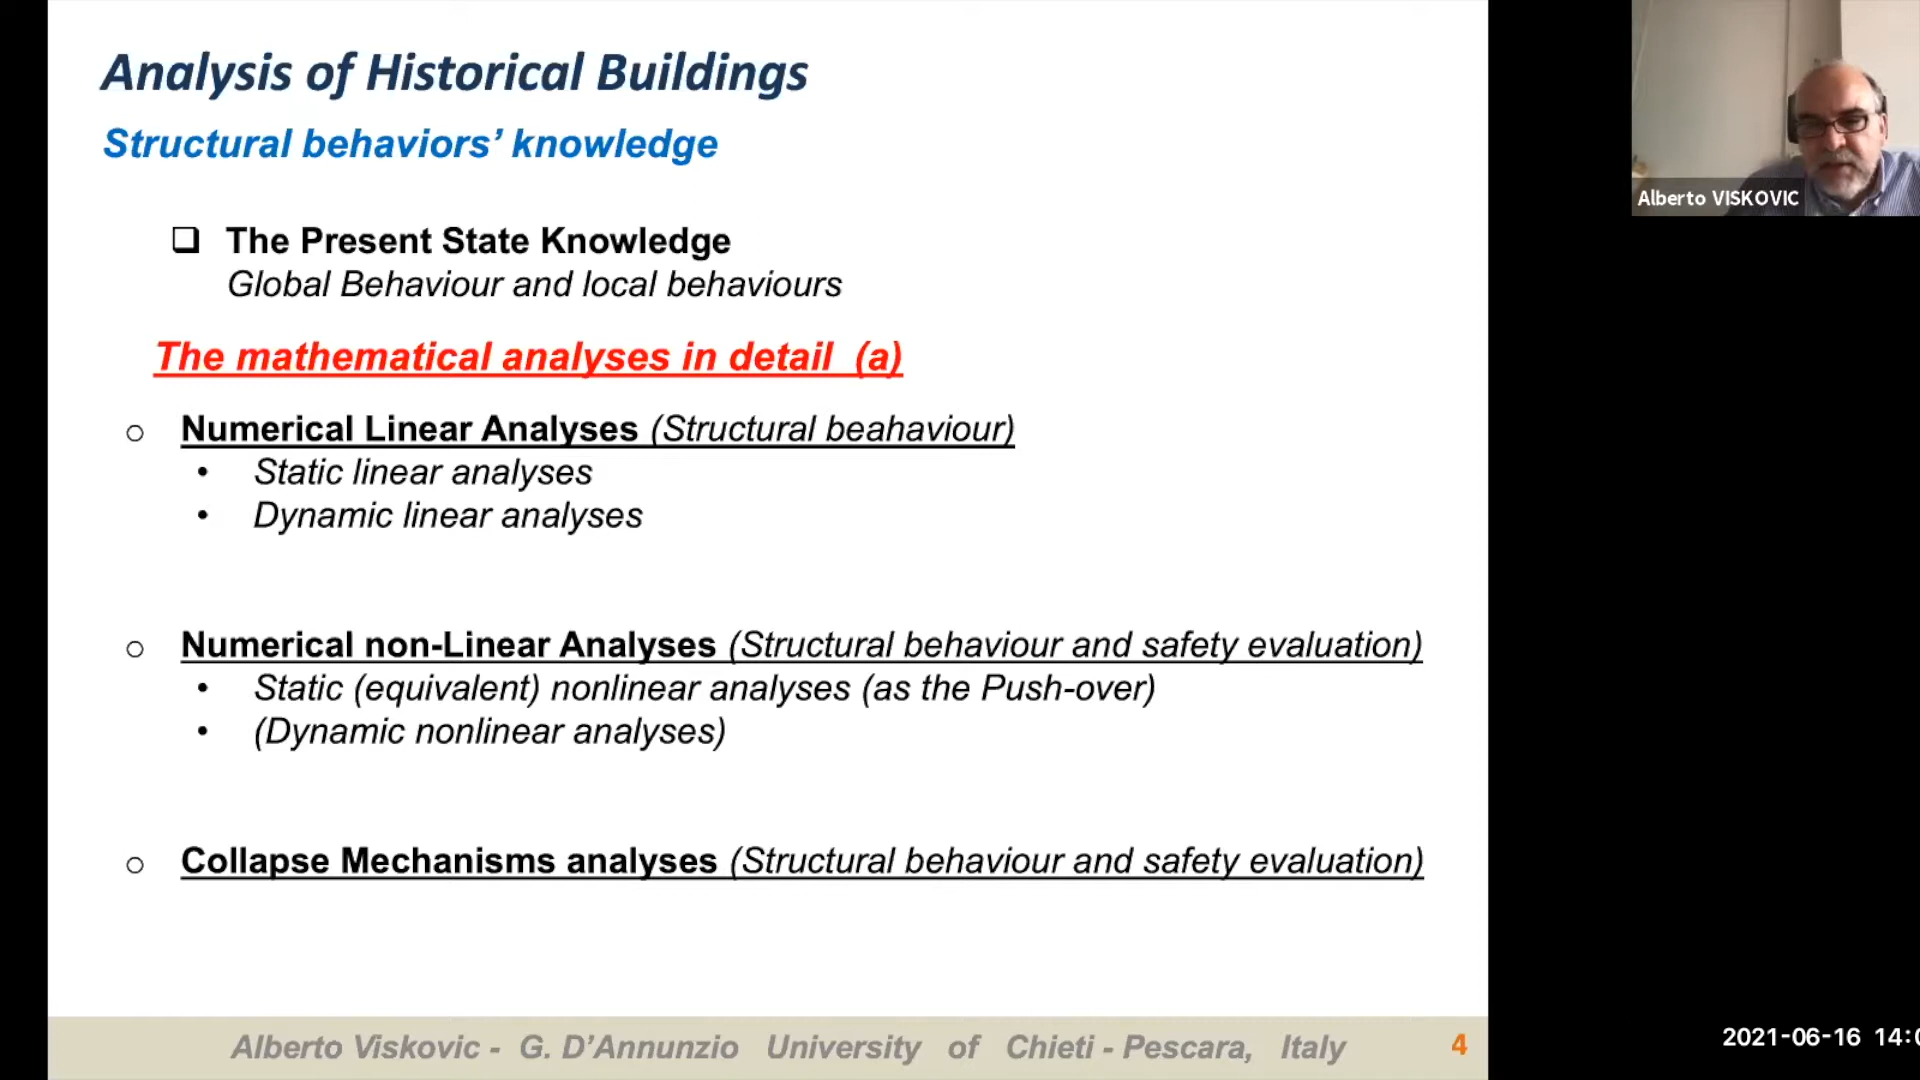 Analysis of Historical Buildings
Structural behaviors’ knowledge
❑ The Present State Knowledge
Global Behaviour and local behaviours
The mathematical analyses in detail (a)
o Numerical Linear Analyses (Structural beahaviour)
• Static linear analyses
• Dynamic linear analyses
o Numerical non-Linear Analyses (Structural behaviour and safety evaluation)
• Static (equivalent) nonlinear analyses (as the Push-over)
• (Dynamic nonlinear analyses)
o Collapse Mechanisms analyses (Structural behaviour and safety evaluation)
Alberto Viskovic - G. D’Annunzio University of Chieti - Pescara, Italy 4
Alberto VISKOVIC
2021-06-16 14: